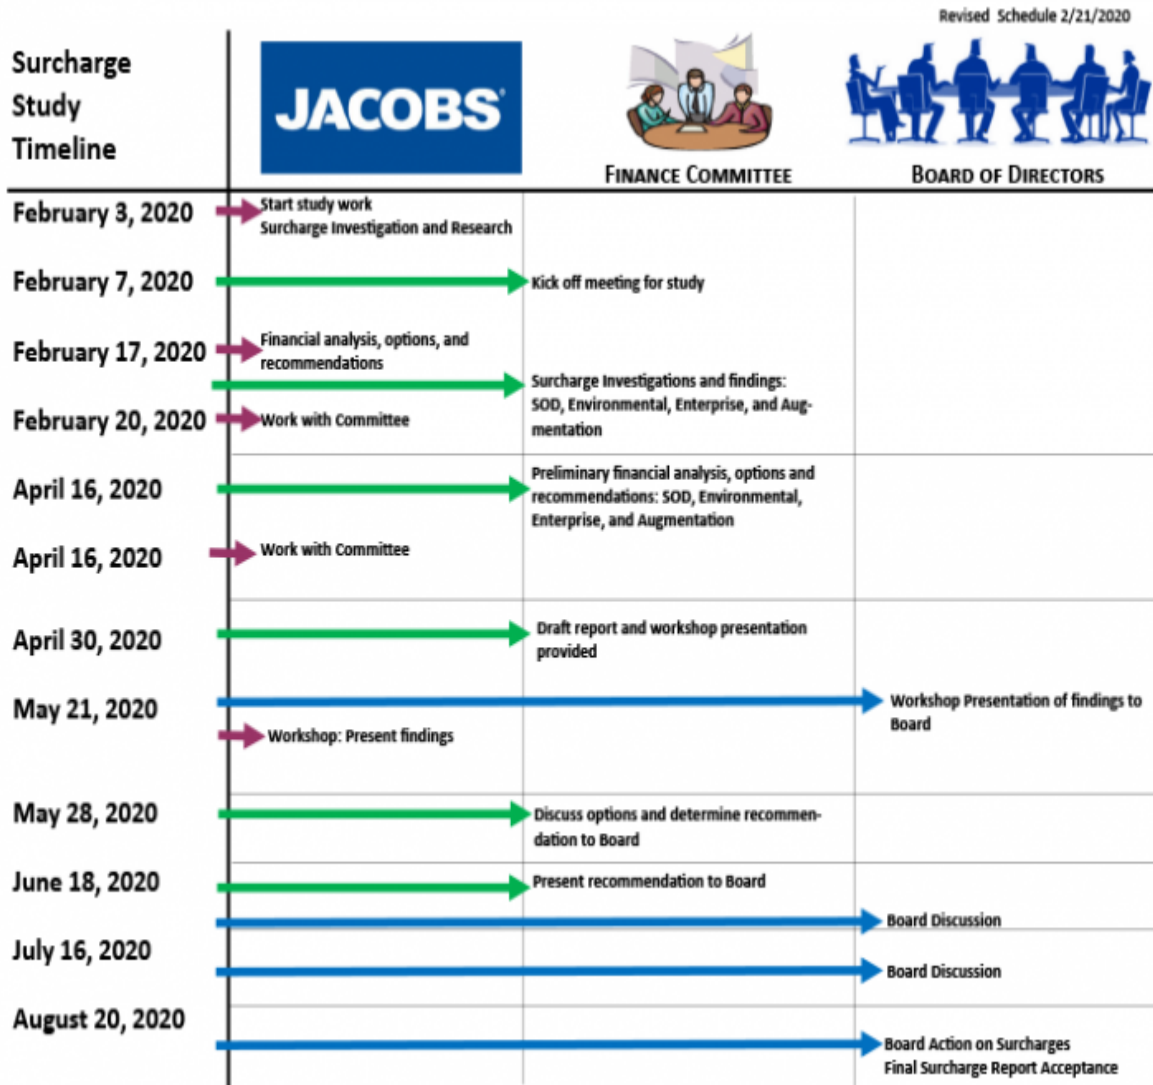 Revised Schedule 2/21/2020
Surcharge
Study
Timeline
JACOBS®
FINANCE COMMITTEE
BOARD OF DIRECTORS
February 3, 2020
Start study work
Surcharge Investigation and Research
February 7, 2020
Kick off meeting for study
February 17, 2020
Financial analysis, options, and
recommendations
Surcharge Investigations and findings:
SOD, Environmental, Enterprise, and Aug-
mentation
February 20, 2020
Work with Committee
April 16, 2020
Preliminary financial analysis, options and
recommendations: SOD, Environmental,
Enterprise, and Augmentation
April 16, 2020
Work with Committee
April 30, 2020
Draft report and workshop presentation
provided
May 21, 2020
Workshop Presentation of findings to
Board
Workshop: Present findings
May 28, 2020
Discuss options and determine recommen-
dation to Board
June 18, 2020
Present recommendation to Board
Board Discussion
July 16, 2020
Board Discussion
August 20, 2020
Board Action on Surcharges
Final Surcharge Report Acceptance